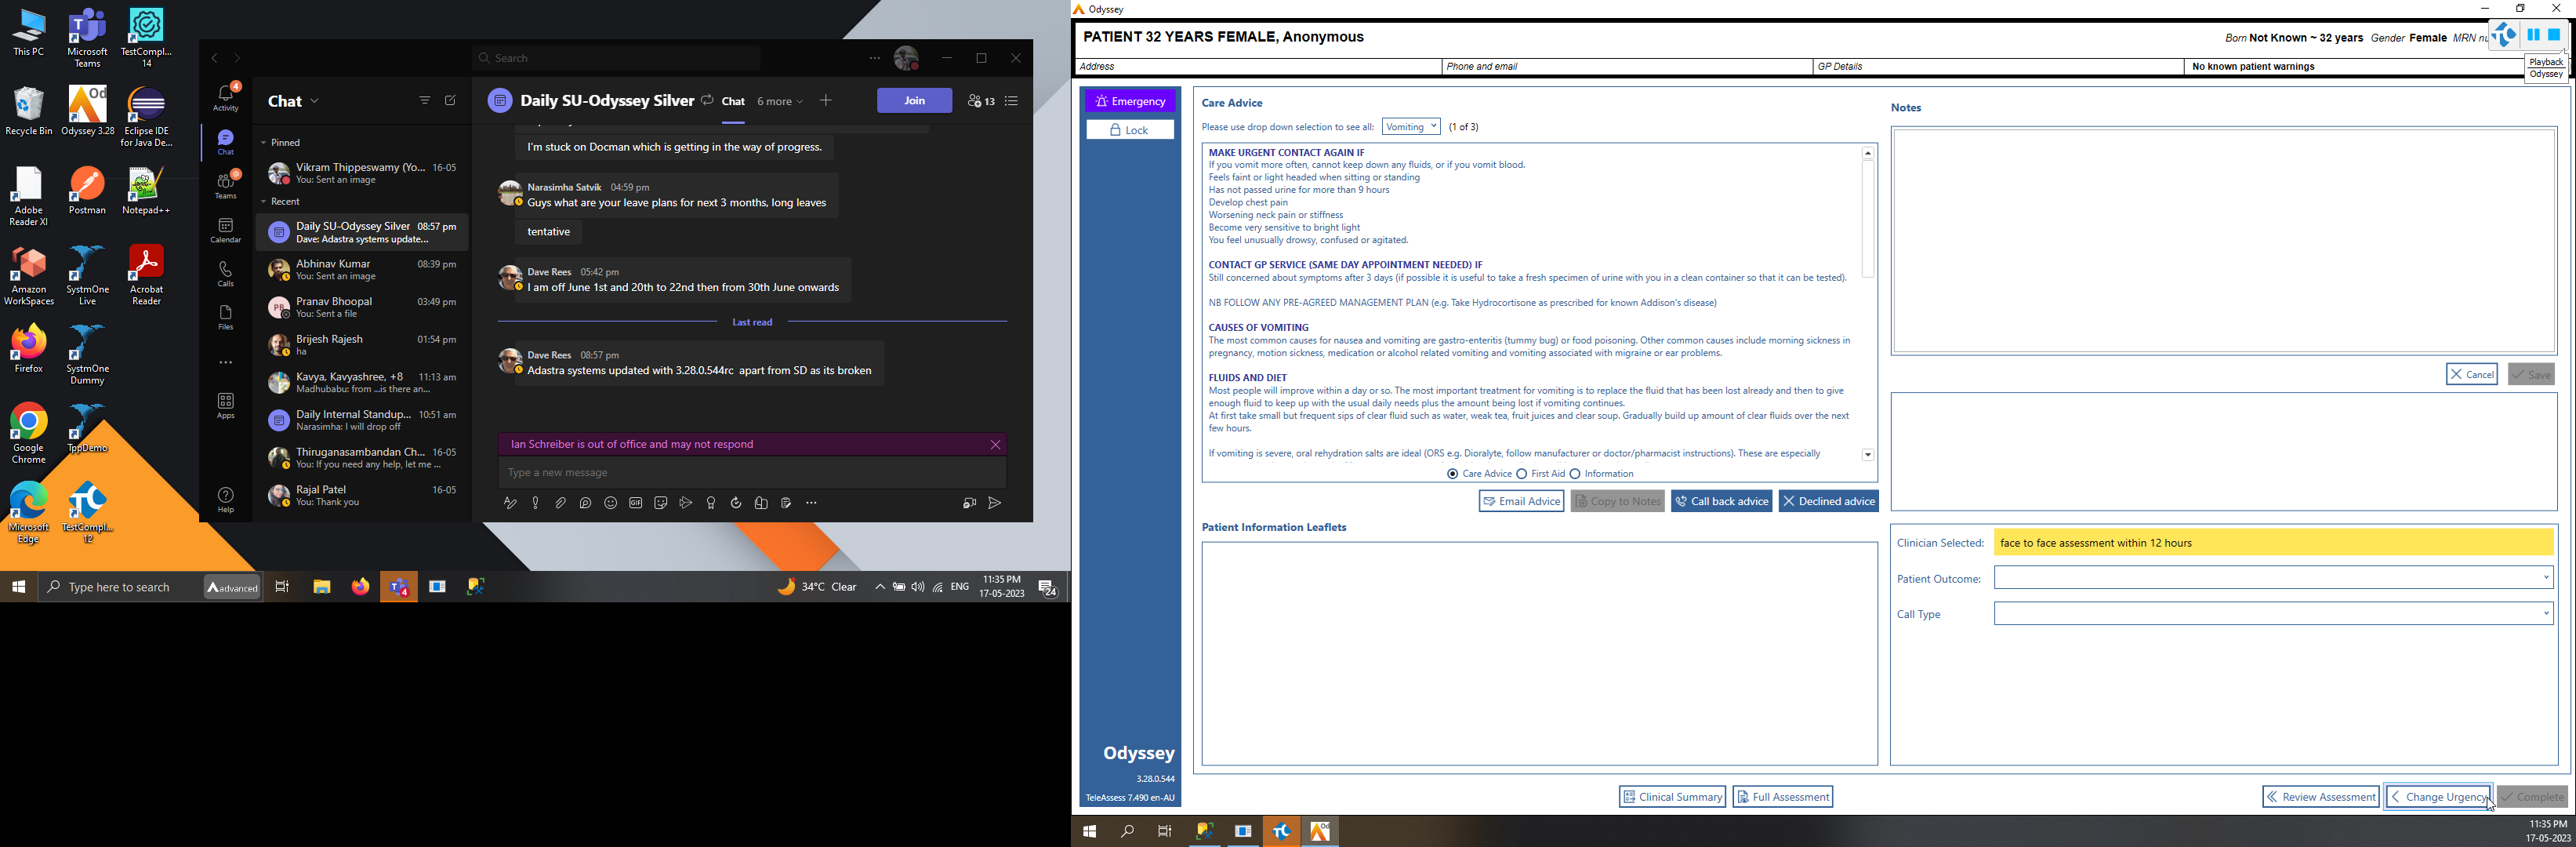 This PC
Microsoft
Teams
TestCompl...
14
Recycle Bin
Odyssey 3.28
Eclipse IDE
for Java De...
Adobe
Reader XI
Postman
Notepad++
Amazon
WorkSpaces
SystmOne
Live
Acrobat
Reader
Firefox
SystmOne
Dummy
Google
Chrome
TppDemo
Microsoft
Edge
TestCompl...
12
Search
Activity
4
Chat
Teams
Calendar
Calls
Files
Apps
Help
Chat
Pinned
Vikram Thippeswamy (Yo... 16-05
You: Sent an image
Recent
Daily SU-Odyssey Silver 08:57 pm
Dave: Adastra systems update...
Abhinav Kumar 08:39 pm
You: Sent an image
PB
Pranav Bhoopal 03:49 pm
You: Sent a file
Brijesh Rajesh 01:54 pm
ha
Kavya, Kavyashree, +8 11:13 am
Madhubabu: from ...is there an...
Daily Internal Standup... 10:51 am
Narasimha: I will drop off
Thiruganasambandan Ch... 16-05
You: If you need any help, let me ...
Rajal Patel 16-05
You: Thank you
Daily SU-Odyssey Silver Chat 6 more
Join
13
I'm stuck on Docman which is getting in the way of progress.
Narasimha Satvik 04:59 pm
Guys what are your leave plans for next 3 months, long leaves
tentative
Dave Rees 05:42 pm
I am off June 1st and 20th to 22nd then from 30th June onwards
Last read
Dave Rees 08:57 pm
Adastra systems updated with 3.28.0.544rc apart from SD as its broken
Ian Schreiber is out of office and may not respond
Type a new message
GIF
Type here to search
advanced
4
34°C Clear
ENG
11:35 PM
17-05-2023
24
Odyssey
PATIENT 32 YEARS FEMALE, Anonymous
Born Not Known ~ 32 years Gender Female MRN nu
Playback
Odyssey
Address
Phone and email
GP Details
No known patient warnings
Emergency
Lock
Odyssey
3.28.0.544
TeleAssess 7.490 en-AU
Care Advice
Please use drop down selection to see all: Vomiting (1 of 3)
MAKE URGENT CONTACT AGAIN IF
If you vomit more often, cannot keep down any fluids, or if you vomit blood.
Feels faint or light headed when sitting or standing
Has not passed urine for more than 9 hours
Develop chest pain
Worsening neck pain or stiffness
Become very sensitive to bright light
You feel unusually drowsy, confused or agitated.
CONTACT GP SERVICE (SAME DAY APPOINTMENT NEEDED) IF
Still concerned about symptoms after 3 days (if possible it is useful to take a fresh specimen of urine with you in a clean container so that it can be tested).
NB FOLLOW ANY PRE-AGREED MANAGEMENT PLAN (e.g. Take Hydrocortisone as prescribed for known Addison's disease)
CAUSES OF VOMITING
The most common causes for nausea and vomiting are gastro-enteritis (tummy bug) or food poisoning. Other common causes include morning sickness in
pregnancy, motion sickness, medication or alcohol related vomiting and vomiting associated with migraine or ear problems.
FLUIDS AND DIET
Most people will improve within a day or so. The most important treatment for vomiting is to replace the fluid that has been lost already and then to give
enough fluid to keep up with the usual daily needs plus the amount being lost if vomiting continues.
At first take small but frequent sips of clear fluid such as water, weak tea, fruit juices and clear soup. Gradually build up amount of clear fluids over the next
few hours.
If vomiting is severe, oral rehydration salts are ideal (ORS e.g. Dioralyte, follow manufacturer or doctor/pharmacist instructions). These are especially
Care Advice First Aid Information
Email Advice
Copy to Notes
Call back advice
Declined advice
Patient Information Leaflets
Notes
Cancel
Save
Clinician Selected: face to face assessment within 12 hours
Patient Outcome:
Call Type
Clinical Summary
Full Assessment
Review Assessment
Change Urgency
Complete
11:35 PM
17-05-2023